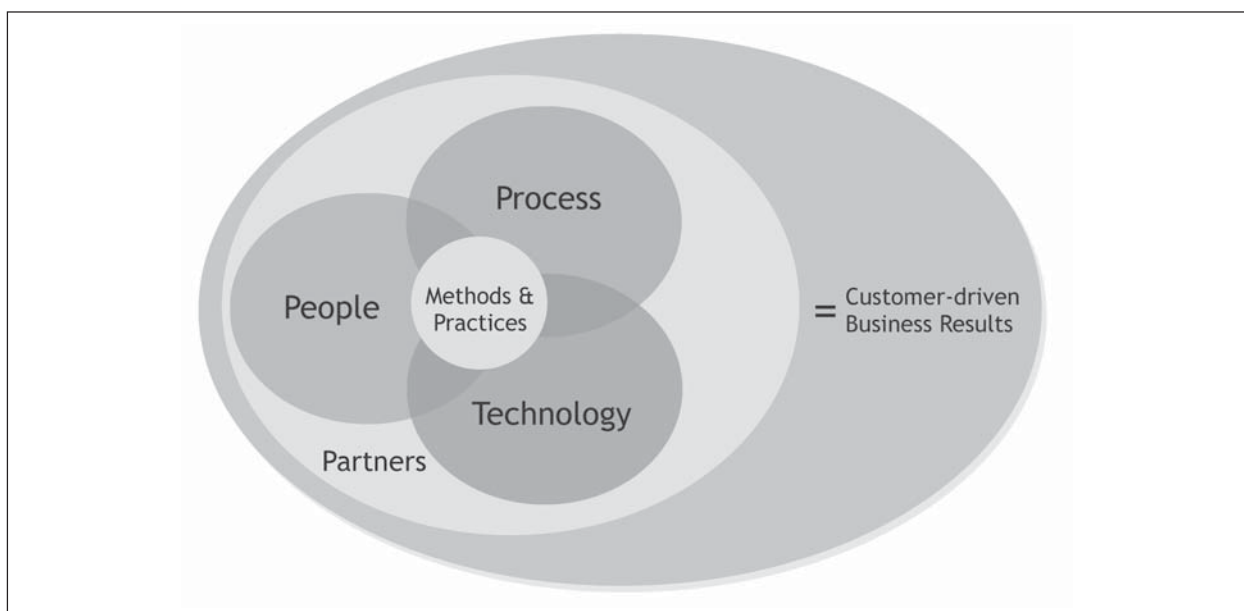 Process
People
Methods &
Practices
= Customer-driven
Business Results
Technology
Partners